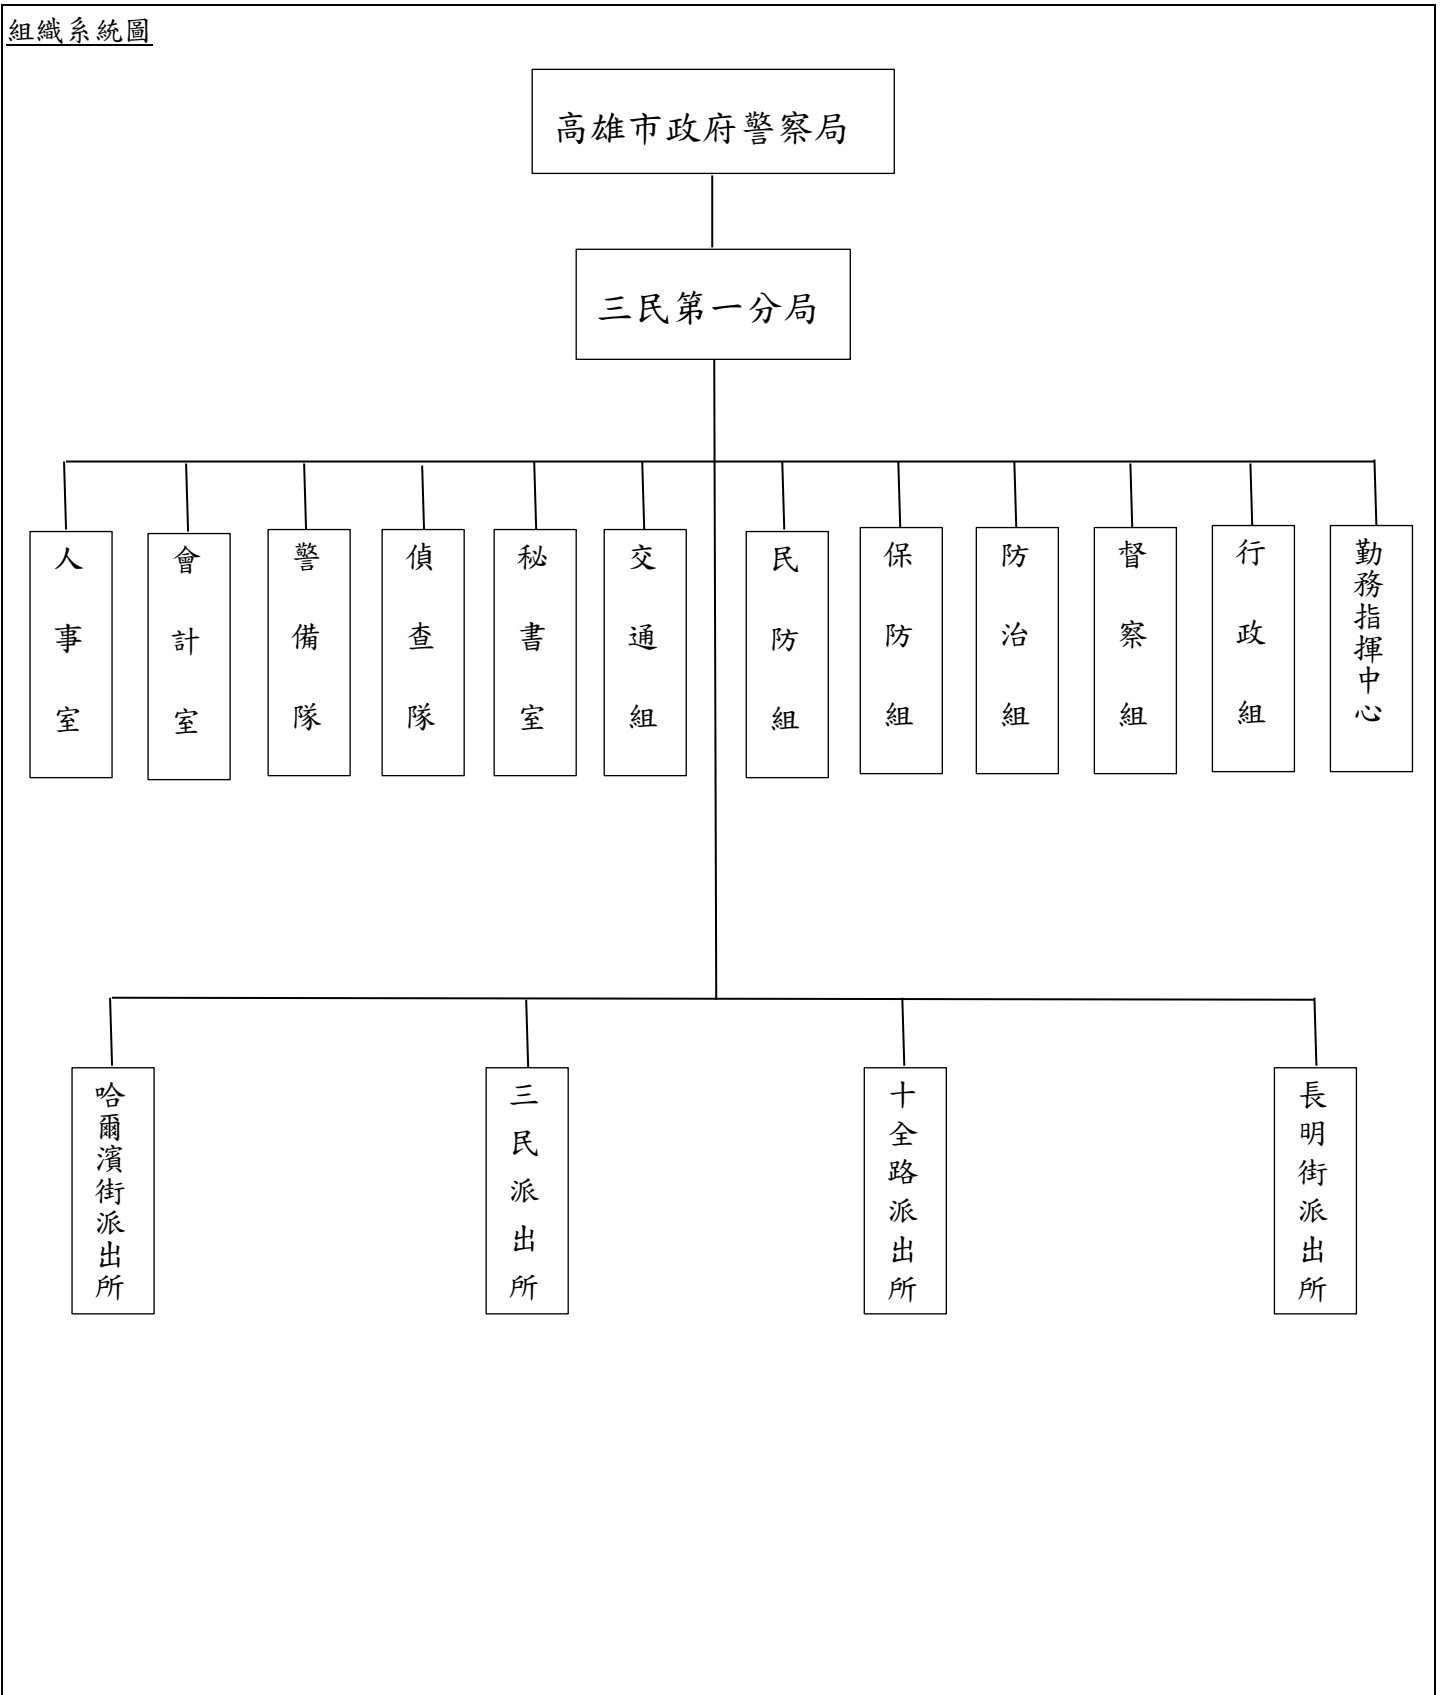 組織系統圖
高雄市政府警察局
三民第一分局
人事室
會計室
警備隊
偵查隊
秘書室
交通組
民防組
保防組
防治組
督察組
行政組
勤務指揮中心
哈爾濱街派出所
三民派出所
十全路派出所
長明街派出所